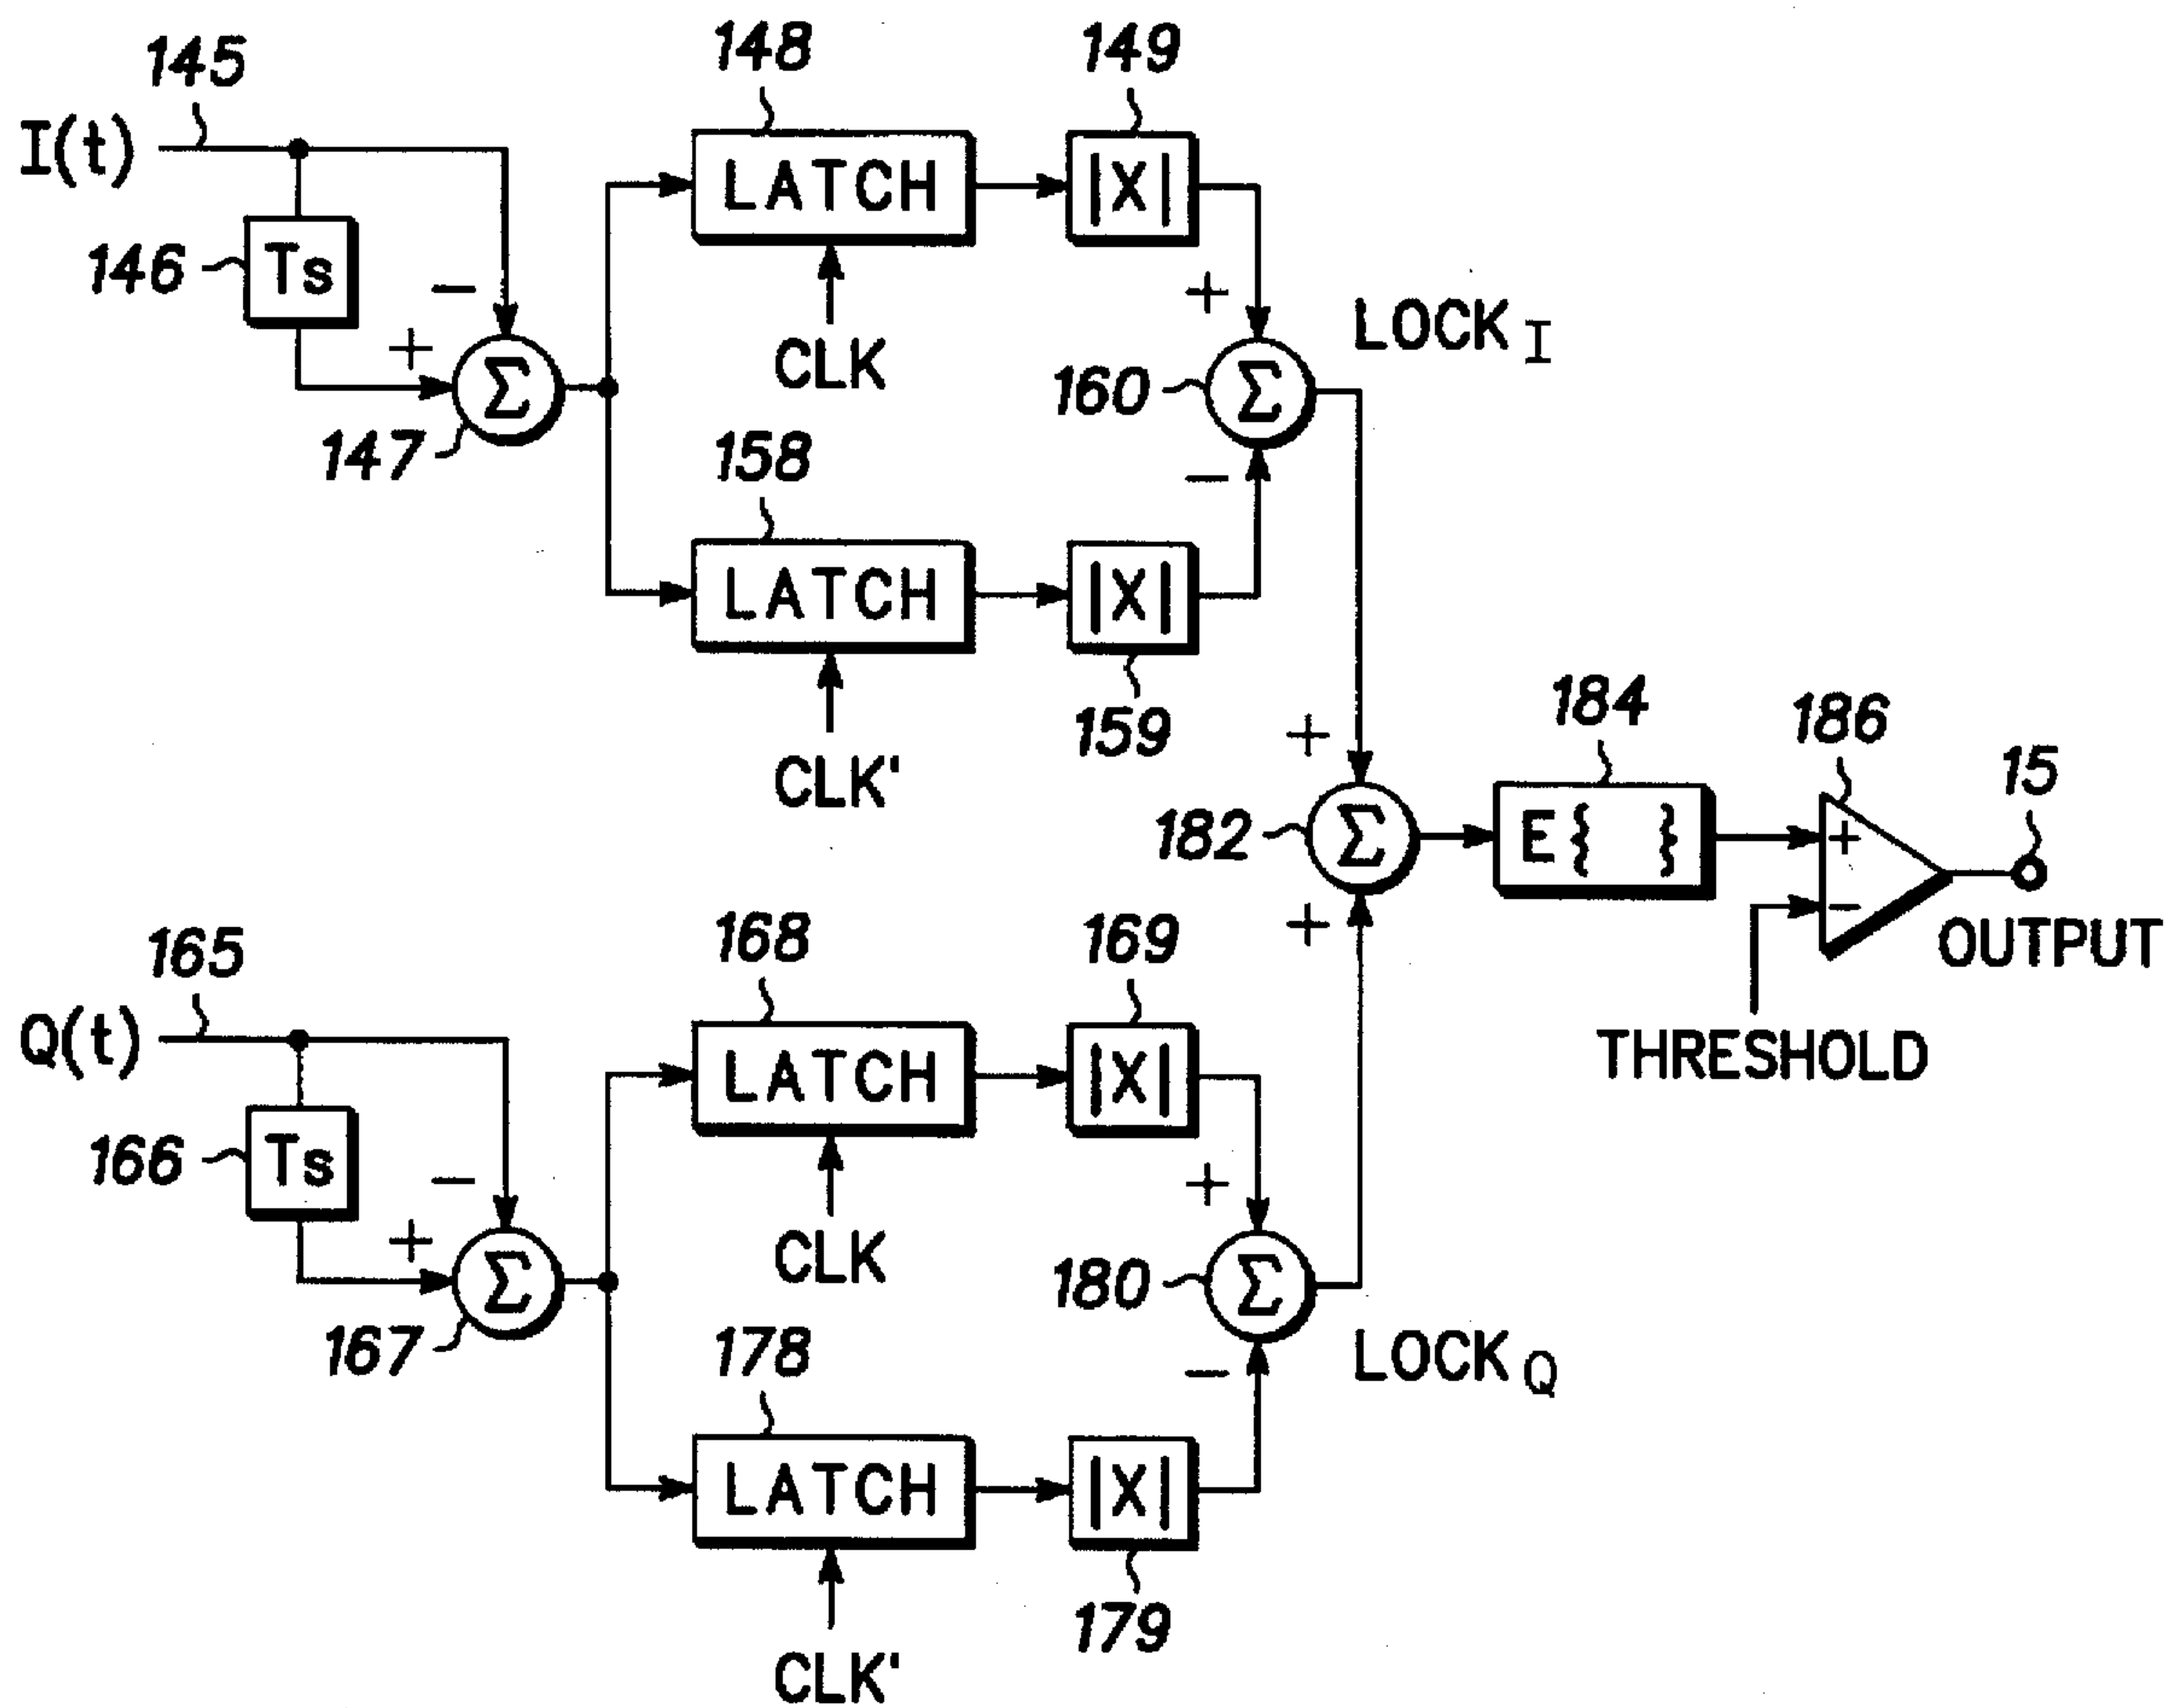 145
148
149
I(t)
LATCH
|X|
146
Ts
−
+
+
CLK
LOCK I
160
Σ
Σ
147
158
−
LATCH
|X|
159
CLK'
184
186
15
+
182
Σ
E{ }
+
−
OUTPUT
THRESHOLD
+
165
168
169
Q(t)
LATCH
|X|
166
Ts
−
+
+
CLK
180
Σ
Σ
167
178
−
LOCK Q
LATCH
|X|
179
CLK'